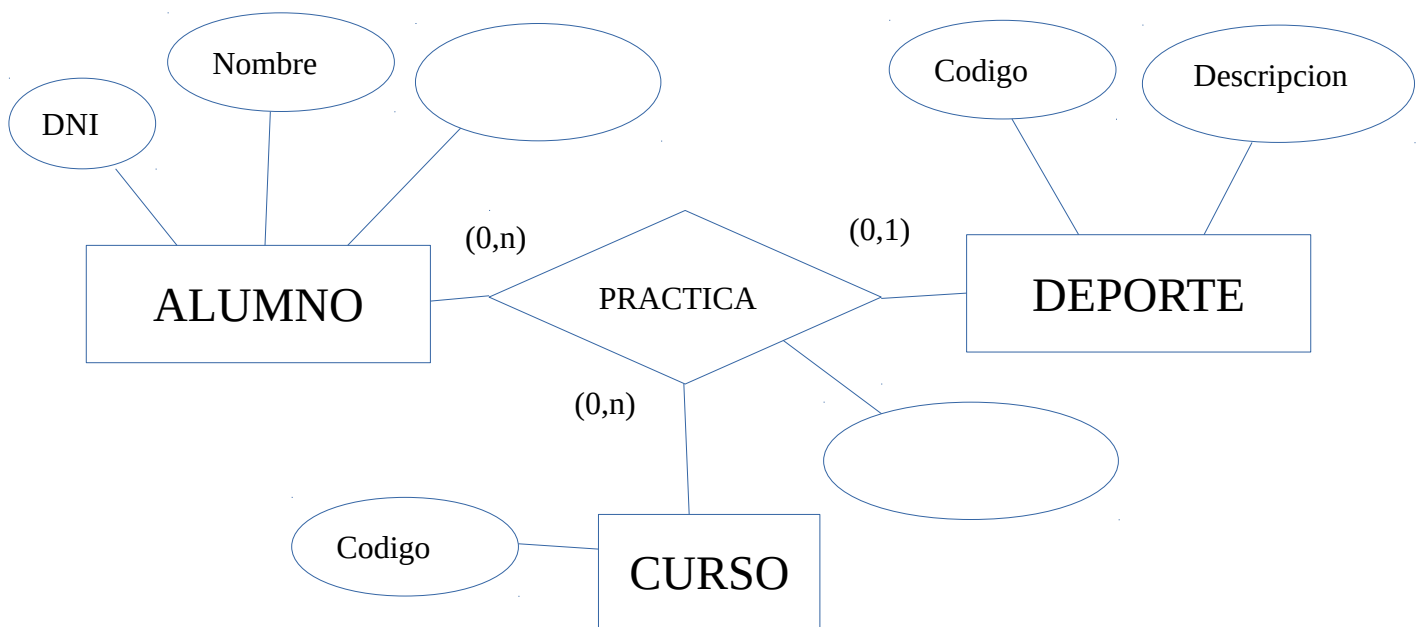 Nombre
Codigo
Descripcion
DNI
(0,n)
(0,1)
ALUMNO
PRACTICA
DEPORTE
(0,n)
Codigo
CURSO